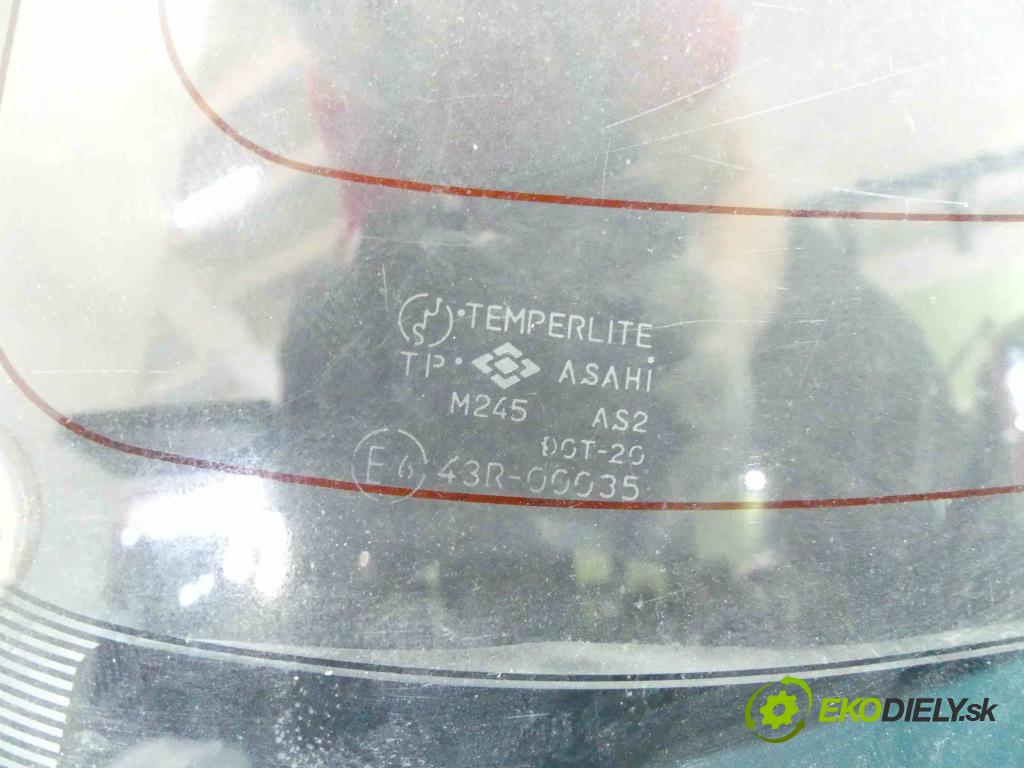 TEMPERLITE
TP· ASAHi
M245 AS2
DOT-20
E6 43R-00035
EKODIELY.sk